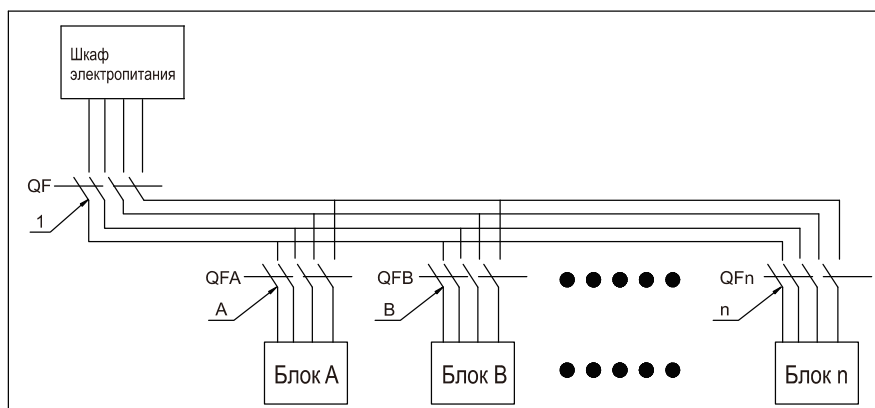 Шкаф
электропитания
QF
1
QFA
QFB
QFn
A
B
n
Блок A
Блок B
Блок n